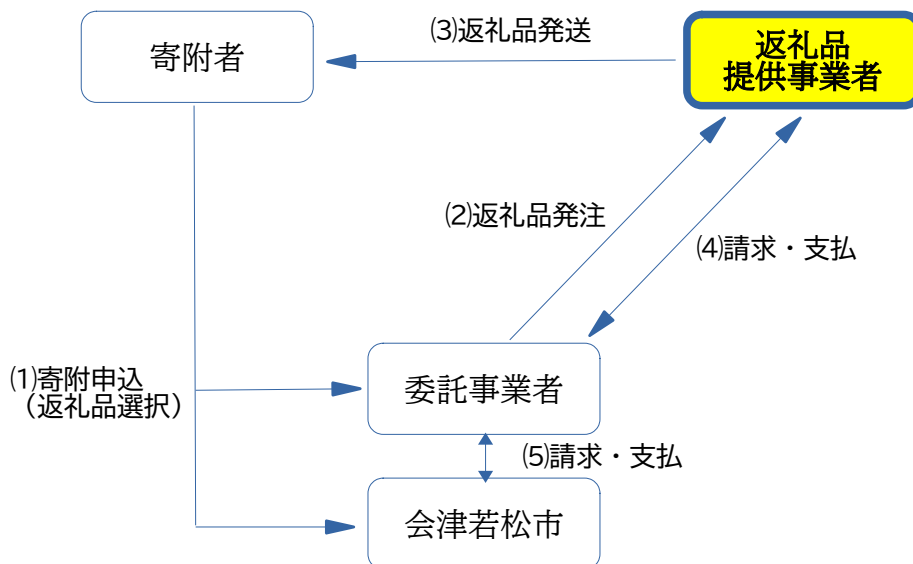 寄附者
⑶返礼品発送
返礼品
提供事業者
⑵返礼品発注
⑷請求・支払
⑴寄附申込
（返礼品選択）
委託事業者
⑸請求・支払
会津若松市